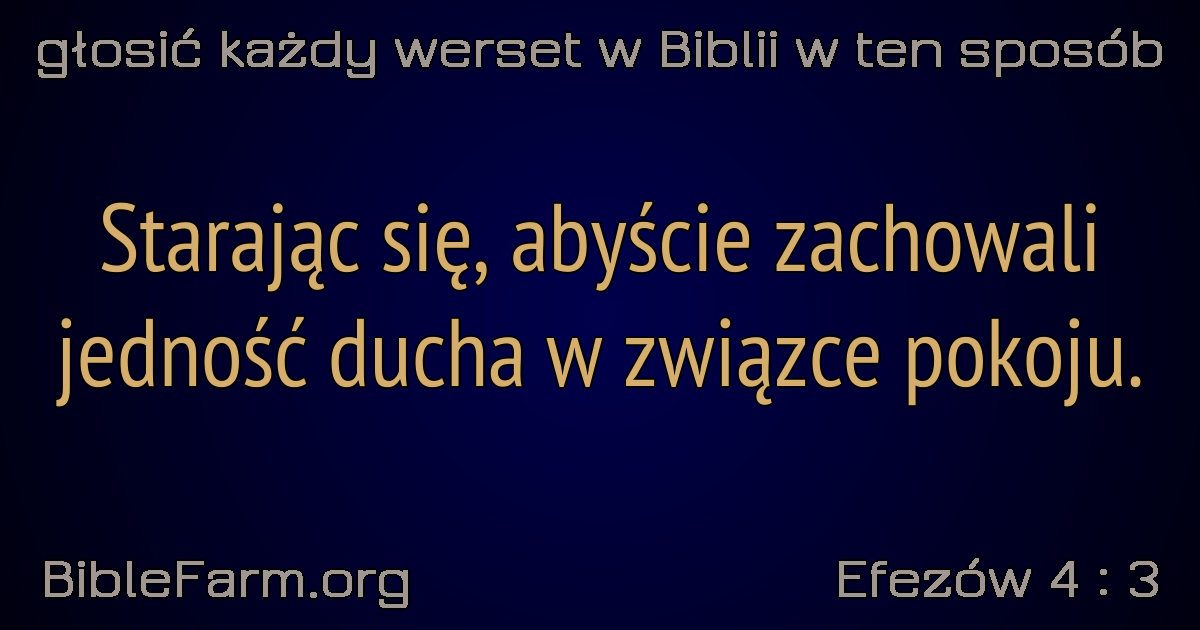 głosić każdy werset w Biblii w ten sposób
Starając się, abyście zachowali
jedność ducha w związce pokoju.
BibleFarm.org
Efezów 4 : 3